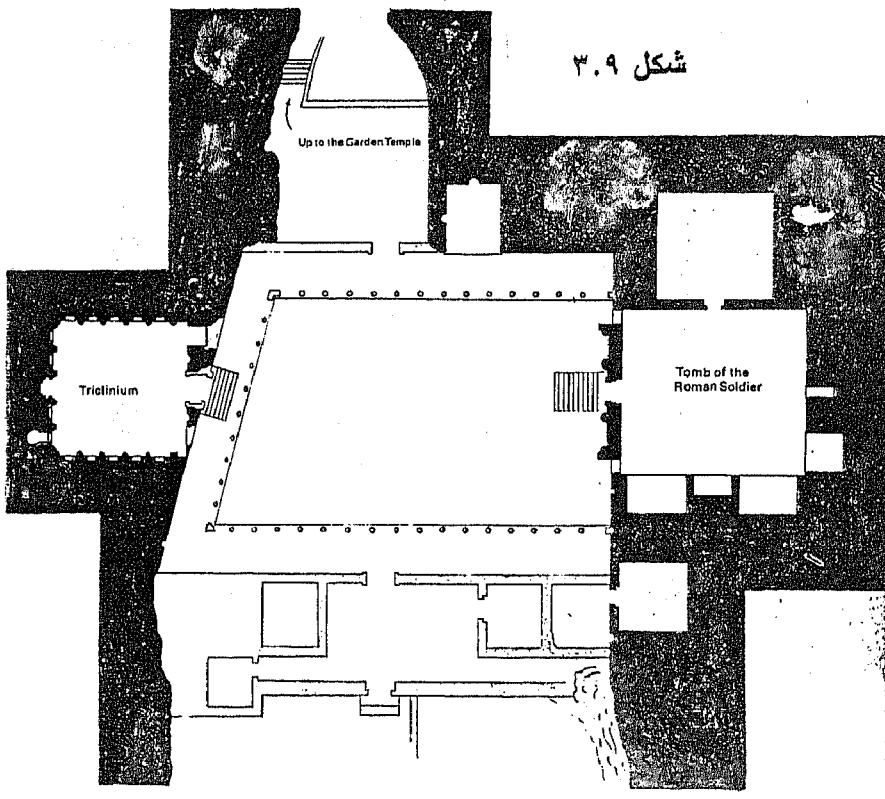 شكل ٣.٩
Up to the Garden Temple
Triclinium
Tomb of the
Roman Soldier